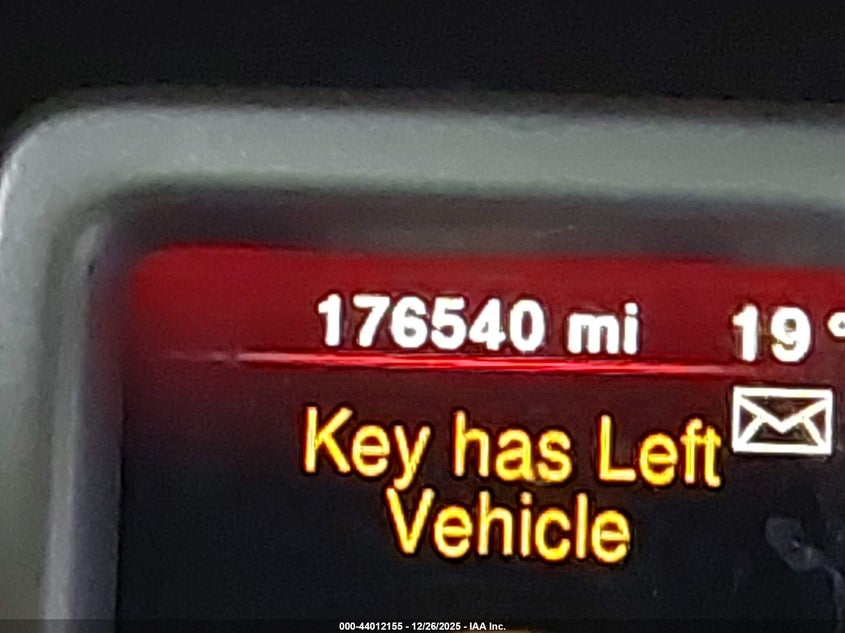 176540 mi 19 °
Key has Left
Vehicle
000-44012155 - 12/26/2025 - IAA Inc.